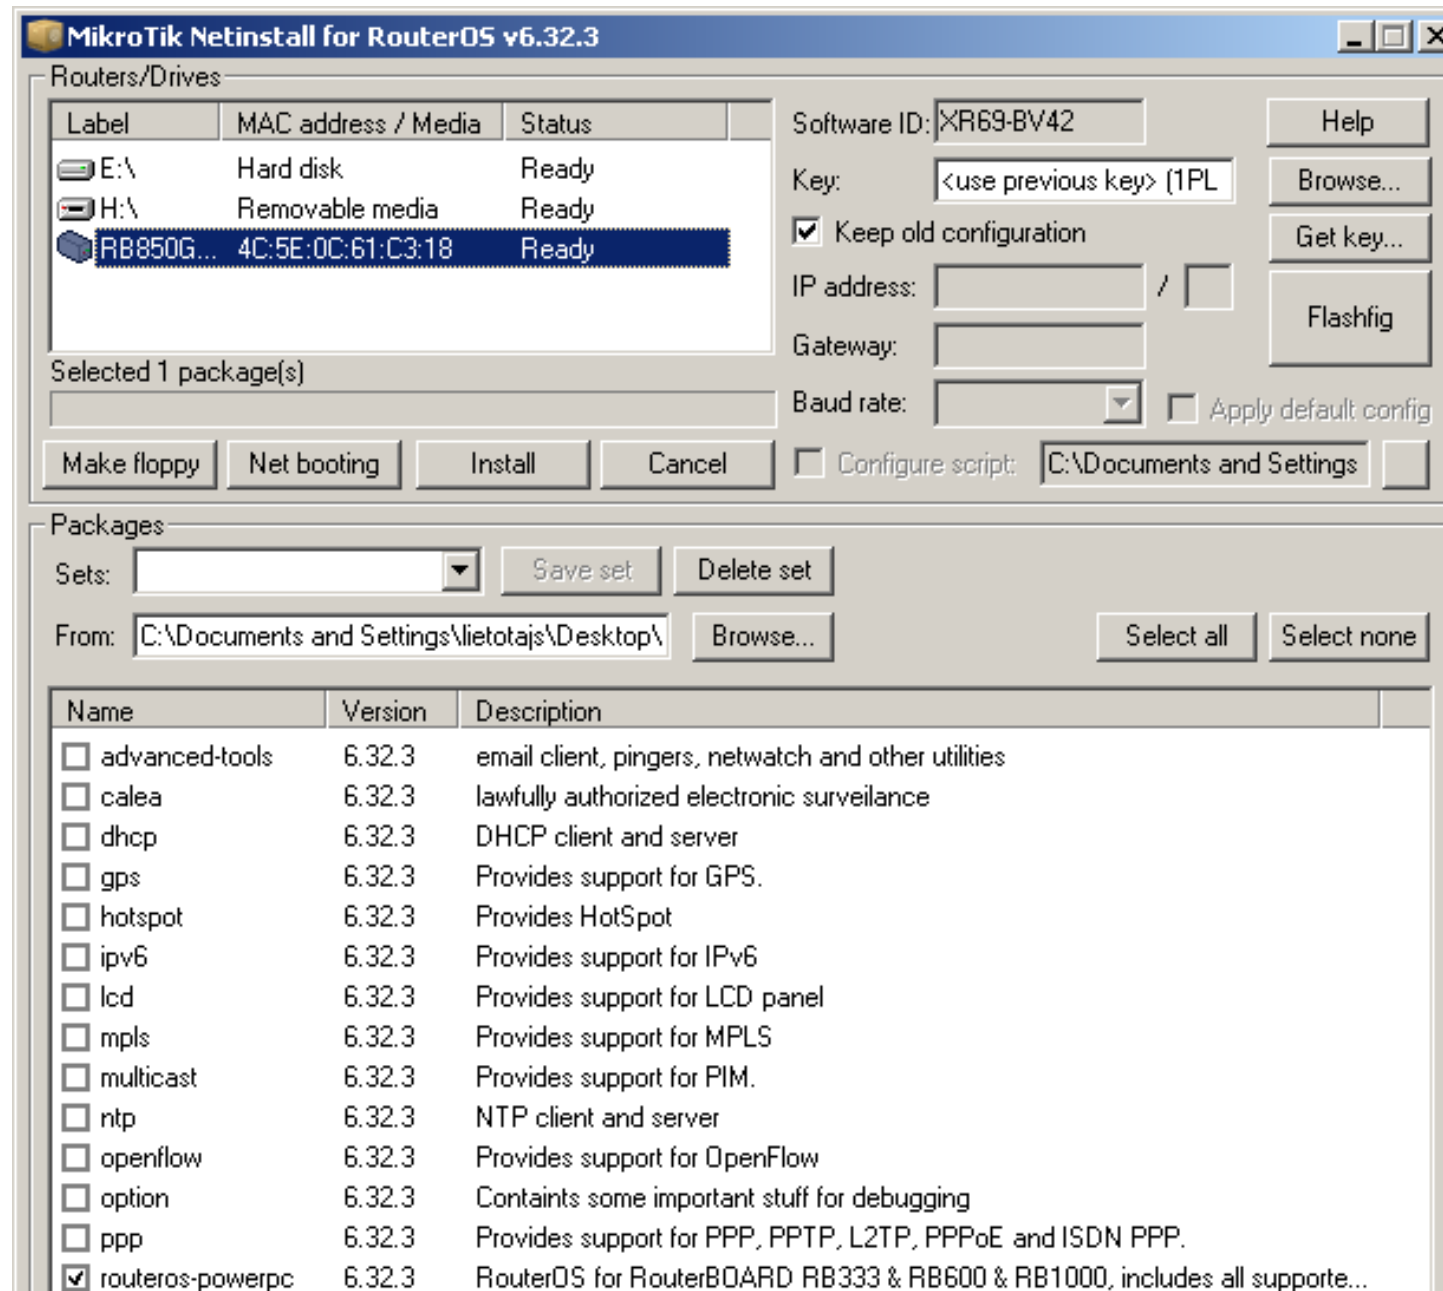 MikroTik Netinstall for RouterOS v6.32.3
Routers/Drives
Label MAC address / Media Status
E:\ Hard disk Ready
H:\ Removable media Ready
RB850G... 4C:5E:0C:61:C3:18 Ready
Selected 1 package(s)
Make floppy Net booting Install Cancel
Software ID: XR69-BV42 Help
Key: <use previous key> (1PL Browse...
Keep old configuration Get key...
IP address: / Flashfig
Gateway:
Baud rate: Apply default config
Configure script: C:\Documents and Settings
Packages
Sets: Save set Delete set
From: C:\Documents and Settings\lietotajs\Desktop\ Browse... Select all Select none
Name Version Description
advanced-tools 6.32.3 email client, pingers, netwatch and other utilities
calea 6.32.3 lawfully authorized electronic surveilance
dhcp 6.32.3 DHCP client and server
gps 6.32.3 Provides support for GPS.
hotspot 6.32.3 Provides HotSpot
ipv6 6.32.3 Provides support for IPv6
lcd 6.32.3 Provides support for LCD panel
mpls 6.32.3 Provides support for MPLS
multicast 6.32.3 Provides support for PIM.
ntp 6.32.3 NTP client and server
openflow 6.32.3 Provides support for OpenFlow
option 6.32.3 Containts some important stuff for debugging
ppp 6.32.3 Provides support for PPP, PPTP, L2TP, PPPoE and ISDN PPP.
routeros-powerpc 6.32.3 RouterOS for RouterBOARD RB333 & RB600 & RB1000, includes all supporte...